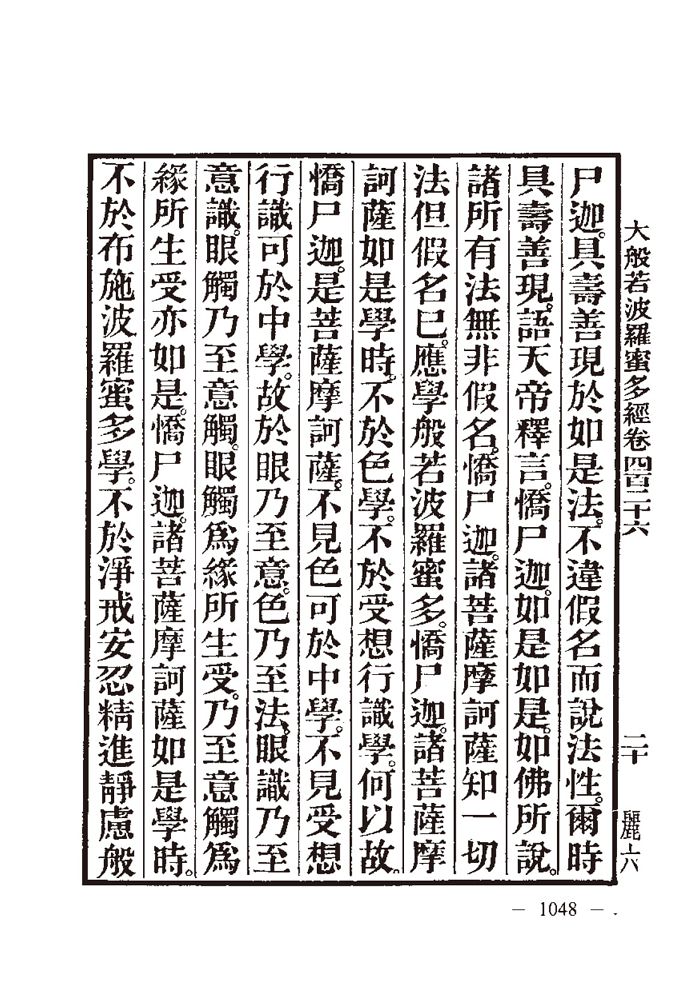 大般若波羅蜜多經卷四百二十六
二十
麗六
尸迦。具壽善現於如是法。不違假名而說法性。爾時
具壽善現。語天帝釋言。憍尸迦。如是如是。如佛所說。
諸所有法無非假名。憍尸迦。諸菩薩摩訶薩知一切
法但假名已。應學般若波羅蜜多。憍尸迦。諸菩薩摩
訶薩如是學時。不於色學。不於受想行識學。何以故。
憍尸迦。是菩薩摩訶薩。不見色可於中學。不見受想
行識可於中學。故於眼乃至意。色乃至法。眼識乃至
意識。眼觸乃至意觸。眼觸爲緣所生受。乃至意觸爲
緣所生受亦如是。憍尸迦。諸菩薩摩訶薩如是學時。
不於布施波羅蜜多學。不於淨戒安忍精進靜慮般
— 1048 —